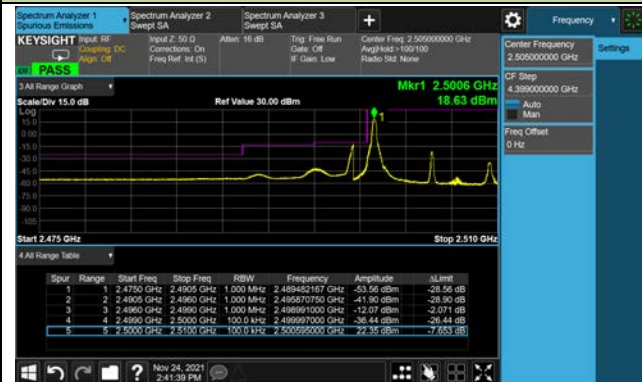 Spectrum Analyzer 1
Spurious Emissions
Spectrum Analyzer 2
Swept SA
Spectrum Analyzer 3
Swept SA
+
Frequency
KEYSIGHT
Input: RF
Coupling: DC
Align: Off
Input Z: 50 Ω
Corrections: On
Freq Ref: Int (S)
Atten: 16 dB
Trig: Free Run
Gate: Off
IF Gain: Low
Center Freq: 2.505000000 GHz
Avg|Hold:>100/100
Radio Std: None
PASS
Center Frequency
2.505000000 GHz
Settings
CF Step
4.399000000 GHz
Auto
Man
Freq Offset
0 Hz
3 All Range Graph
Mkr1 2.5006 GHz
Scale/Div 15.0 dB
Ref Value 30.00 dBm
18.63 dBm
Log
15.0
0.00
-15.0
-30.0
-45.0
-60.0
-75.0
-90.0
-105
1
Start 2.475 GHz
Stop 2.510 GHz
4 All Range Table
Spur Range Start Freq Stop Freq RBW Frequency Amplitude ΔLimit
1 1 2.4750 GHz 2.4905 GHz 1.000 MHz 2.489482167 GHz -53.56 dBm -28.56 dB
2 2 2.4905 GHz 2.4960 GHz 1.000 MHz 2.495870750 GHz -41.90 dBm -28.90 dB
3 3 2.4960 GHz 2.4990 GHz 1.000 MHz 2.498991000 GHz -12.07 dBm -2.071 dB
4 4 2.4990 GHz 2.5000 GHz 100.0 kHz 2.499997000 GHz -36.44 dBm -26.44 dB
5 5 2.5000 GHz 2.5100 GHz 100.0 kHz 2.500595000 GHz 22.35 dBm -7.653 dB
?
Nov 24, 2021
2:41:39 PM